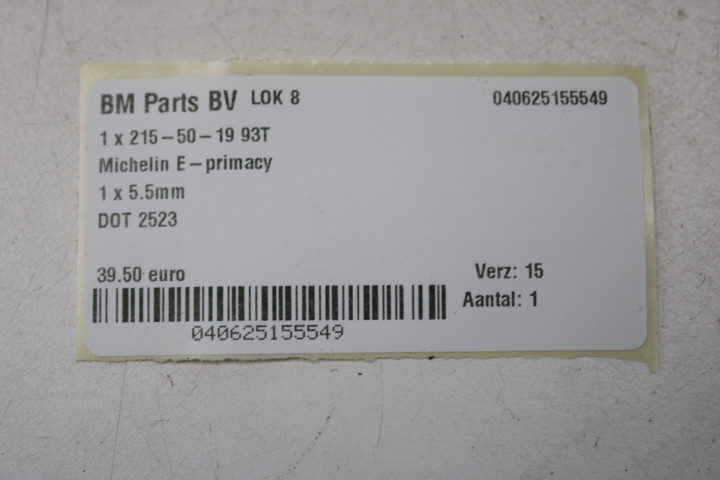 BM Parts BV LOK 8 040625155549
1 x 215-50-19 93T
Michelin E-primacy
1 x 5.5mm
DOT 2523
39.50 euro Verz: 15
Aantal: 1
040625155549